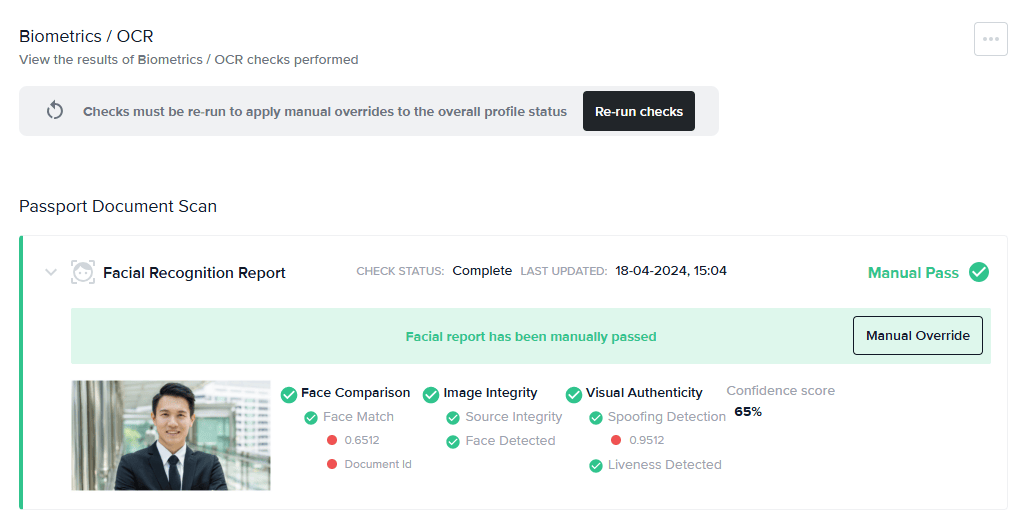 Biometrics / OCR
View the results of Biometrics / OCR checks performed
Checks must be re-run to apply manual overrides to the overall profile status
Re-run checks
Passport Document Scan
Facial Recognition Report
CHECK STATUS: Complete LAST UPDATED: 18-04-2024, 15:04
Manual Pass
Facial report has been manually passed
Manual Override
Face Comparison
Face Match
0.6512
Document Id
Image Integrity
Source Integrity
Face Detected
Visual Authenticity
Spoofing Detection
0.9512
Liveness Detected
Confidence score
65%